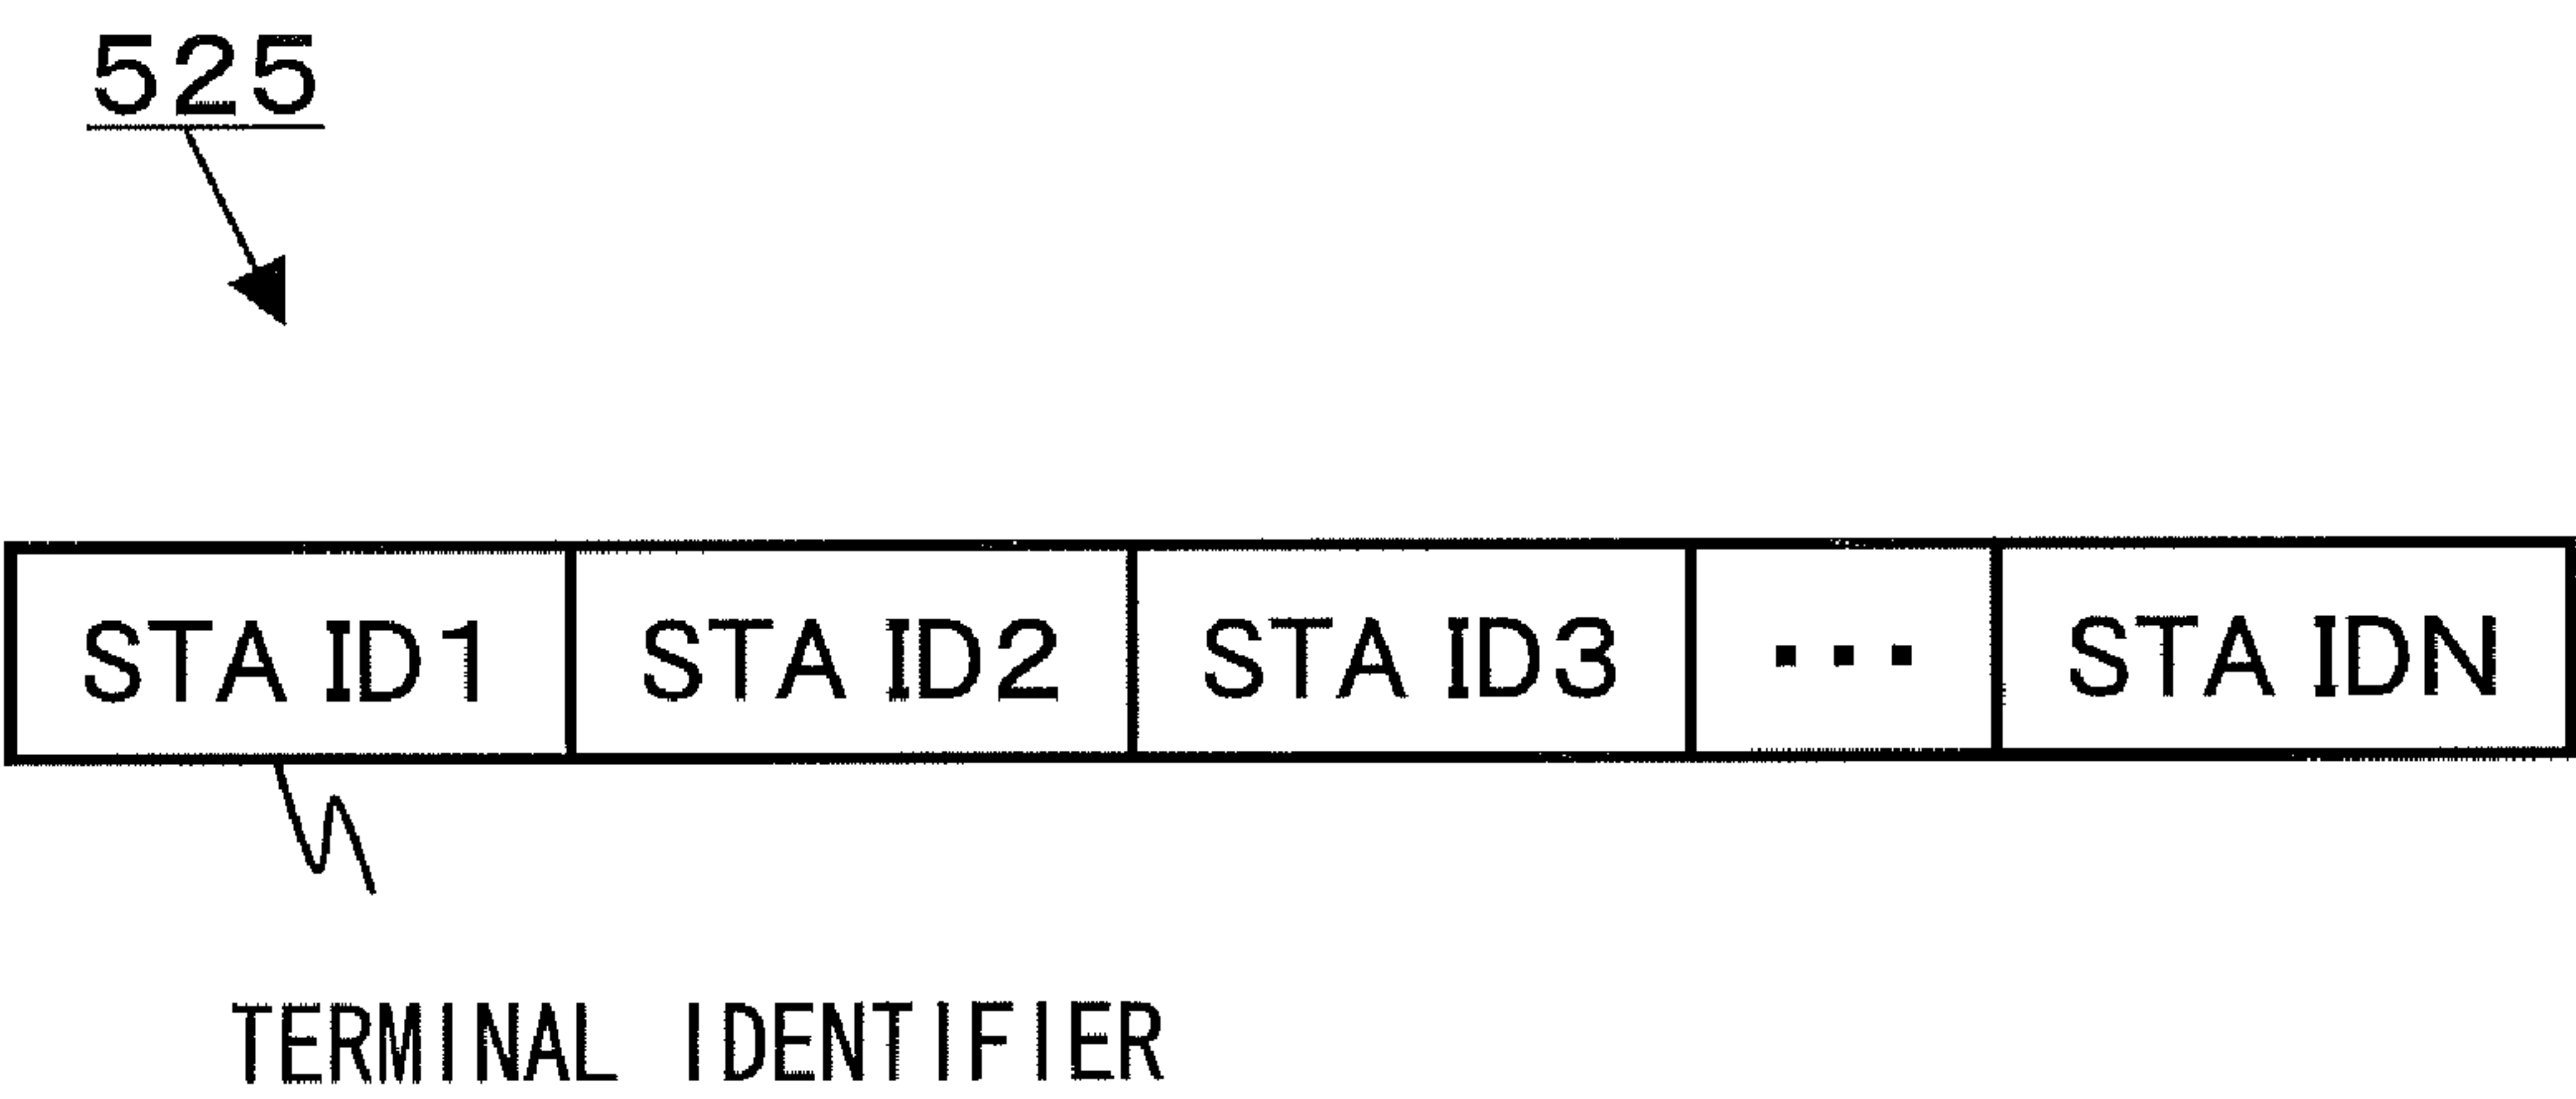 525
STA ID1 STA ID2 STA ID3 ... STA IDN
TERMINAL IDENTIFIER